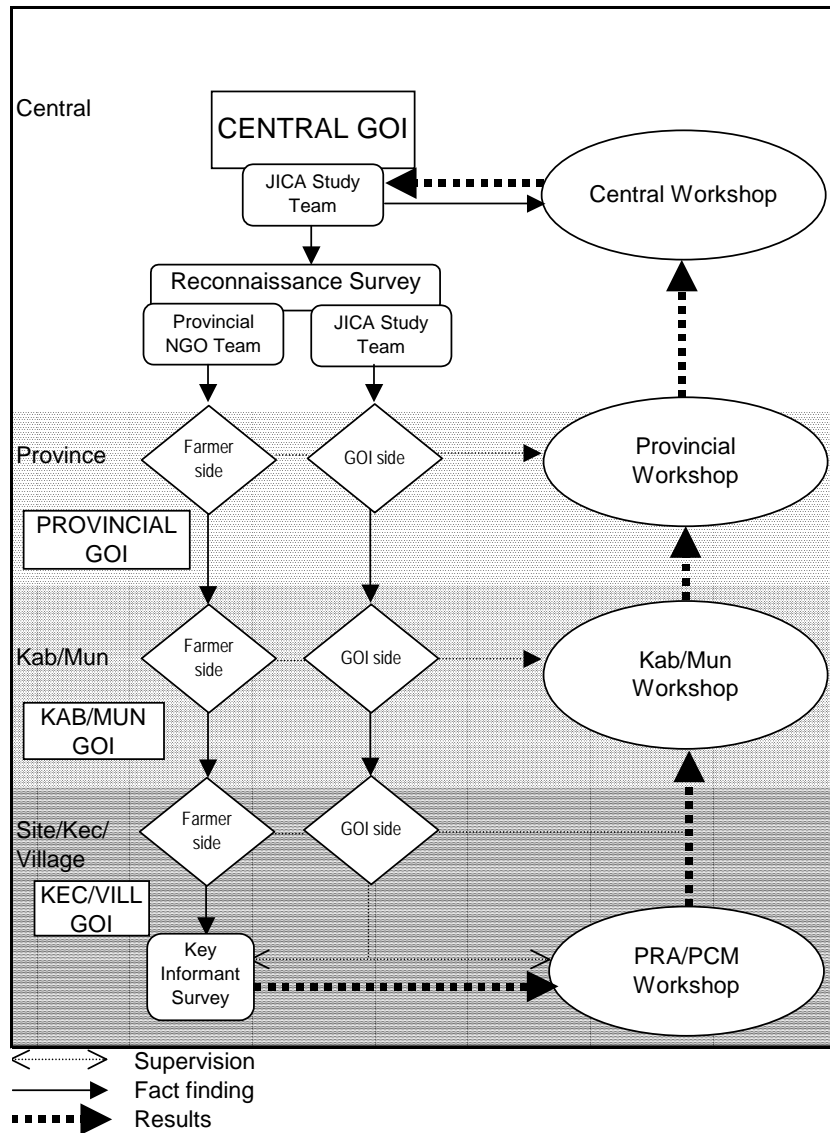 Central
CENTRAL GOI
JICA Study
Team
Central Workshop
Reconnaissance Survey
Provincial
NGO Team
JICA Study
Team
Province
Farmer
side
GOI side
Provincial
Workshop
PROVINCIAL
GOI
Kab/Mun
Farmer
side
GOI side
Kab/Mun
Workshop
KAB/MUN
GOI
Site/Kec/
Village
Farmer
side
GOI side
KEC/VILL
GOI
Key
Informant
Survey
PRA/PCM
Workshop
Supervision
Fact finding
Results